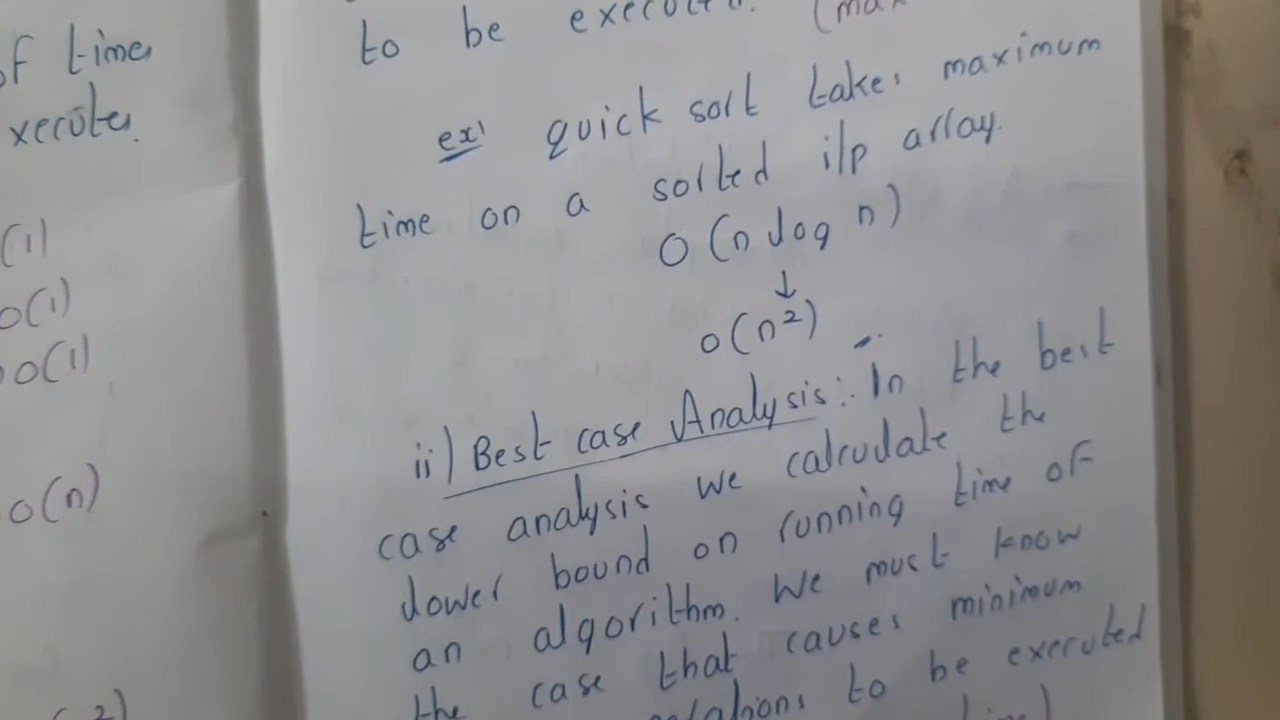 of time
xecutes.
(1)
O(1)
O(1)
O(n)
to be
ex' quick sort takes maximum
time on a sorted i/p array.
O(n log n)
↓
O(n²)
ii) Best case Analysis:- In the best
case analysis we calculate the
lower bound on running time of
an algorithm. We must know
the case that causes minimum
to be executed